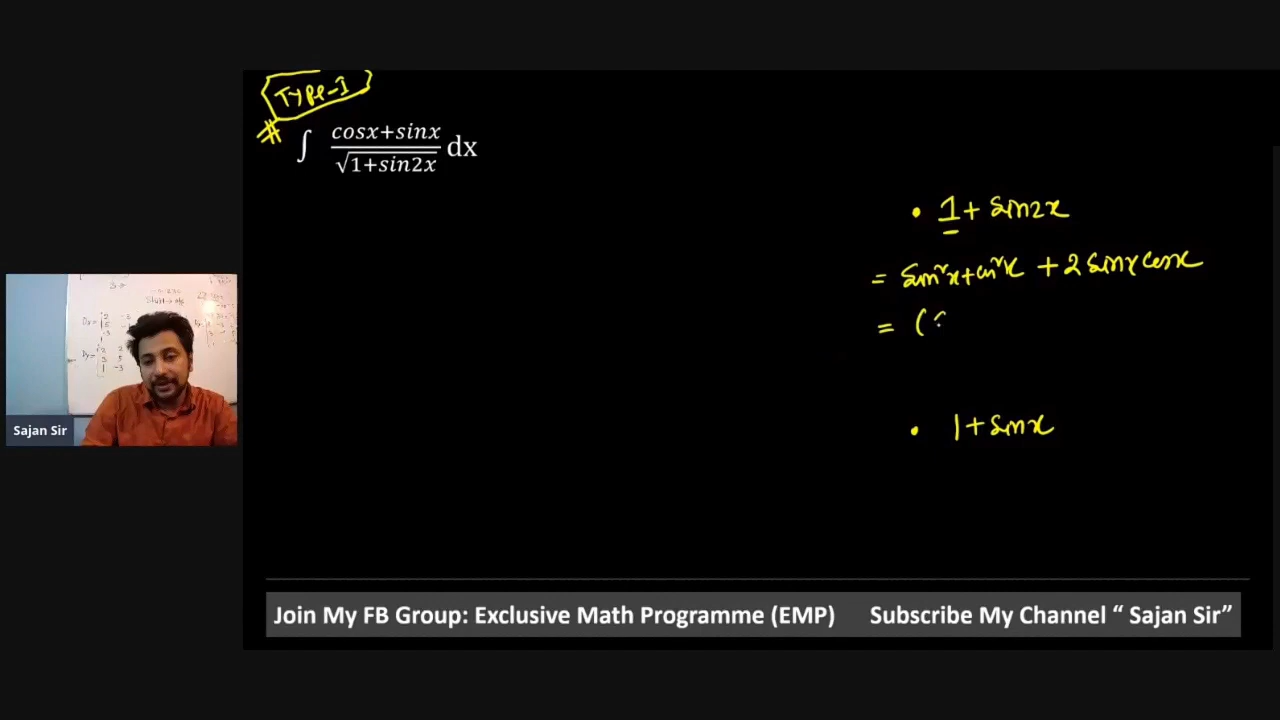 Type-I
# ∫ cosx+sinx / √1+sin2x dx
• 1 + sin2x
= sin²x + cos²x + 2 sinx cosx
= (
• 1 + sinx
Sajan Sir
Join My FB Group: Exclusive Math Programme (EMP) Subscribe My Channel “ Sajan Sir”